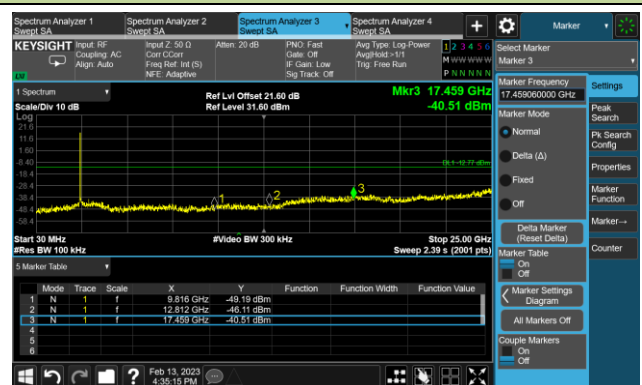 Spectrum Analyzer 1
Swept SA
Spectrum Analyzer 2
Swept SA
Spectrum Analyzer 3
Swept SA
Spectrum Analyzer 4
Swept SA
+
Marker
KEYSIGHT
Input: RF
Coupling: AC
Align: Auto
Input Z: 50 Ω
Corr CCorr
Freq Ref: Int (S)
NFE: Adaptive
Atten: 20 dB
PNO: Fast
Gate: Off
IF Gain: Low
Sig Track: Off
Avg Type: Log-Power
Avg|Hold:>1/1
Trig: Free Run
1 2 3 4 5 6
M W W W W W
P N N N N N
LW
1 Spectrum
Scale/Div 10 dB
Ref Lvl Offset 21.60 dB
Ref Level 31.60 dBm
Mkr3 17.459 GHz
-40.51 dBm
Log
21.6
11.6
1.60
-8.40
-18.4
-28.4
-38.4
-48.4
-58.4
DL1 -12.77 dBm
1
2
3
Start 30 MHz
#Res BW 100 kHz
#Video BW 300 kHz
Stop 25.00 GHz
Sweep 2.39 s (2001 pts)
5 Marker Table
Mode Trace Scale X Y Function Function Width Function Value
1 N 1 f 9.816 GHz -49.19 dBm
2 N 1 f 12.812 GHz -46.11 dBm
3 N 1 f 17.459 GHz -40.51 dBm
4
5
6
Feb 13, 2023
4:35:15 PM
Select Marker
Marker 3
Marker Frequency
17.459060000 GHz
Marker Mode
Normal
Delta (Δ)
Fixed
Off
Delta Marker
(Reset Delta)
Marker Table
On
Off
Marker Settings
Diagram
All Markers Off
Couple Markers
On
Off
Settings
Peak
Search
Pk Search
Config
Properties
Marker
Function
Marker→
Counter